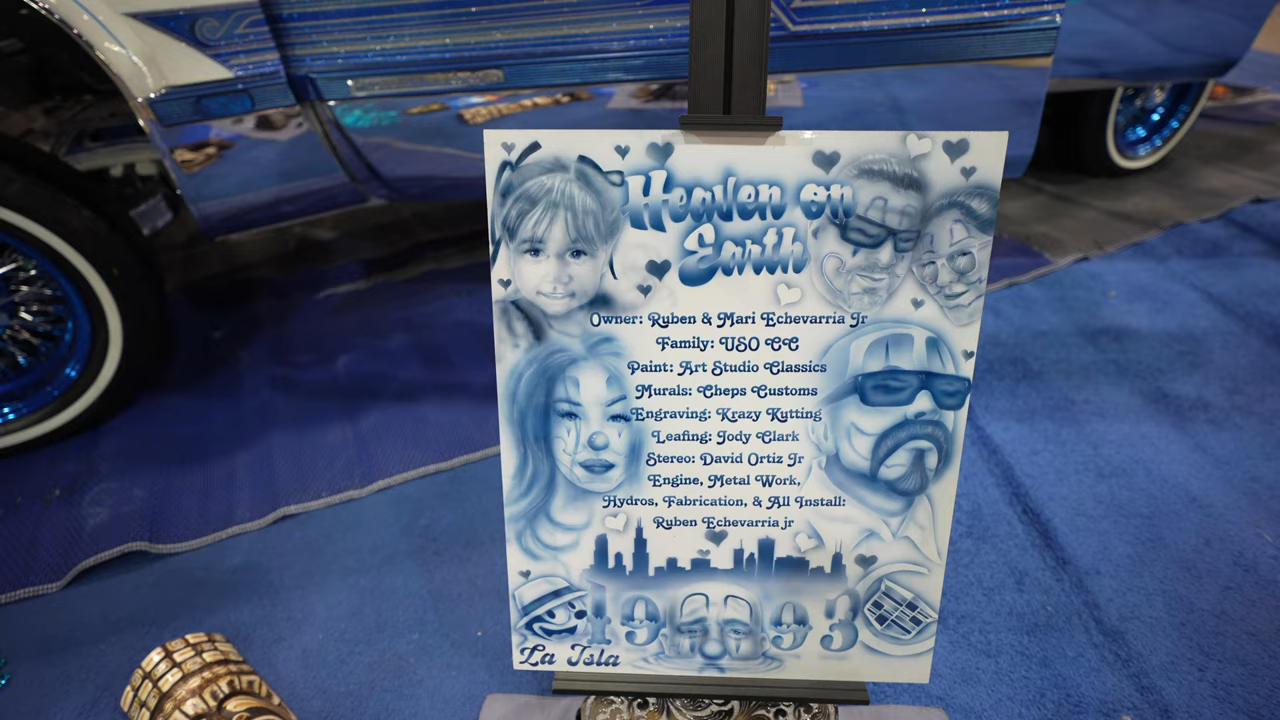 Heaven on
Earth
Owner: Ruben & Mari Echevarria Jr
Family: USO CC
Paint: Art Studio Classics
Murals: Cheps Customs
Engraving: Krazy Kutting
Leafing: Jody Clark
Stereo: David Ortiz Jr
Engine, Metal Work,
Hydros, Fabrication, & All Install:
Ruben Echevarria jr
1993
La Isla